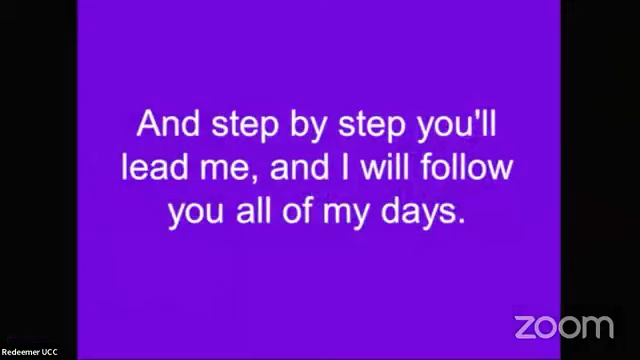 And step by step you'll
lead me, and I will follow
you all of my days.
zoom
Redeemer UCC